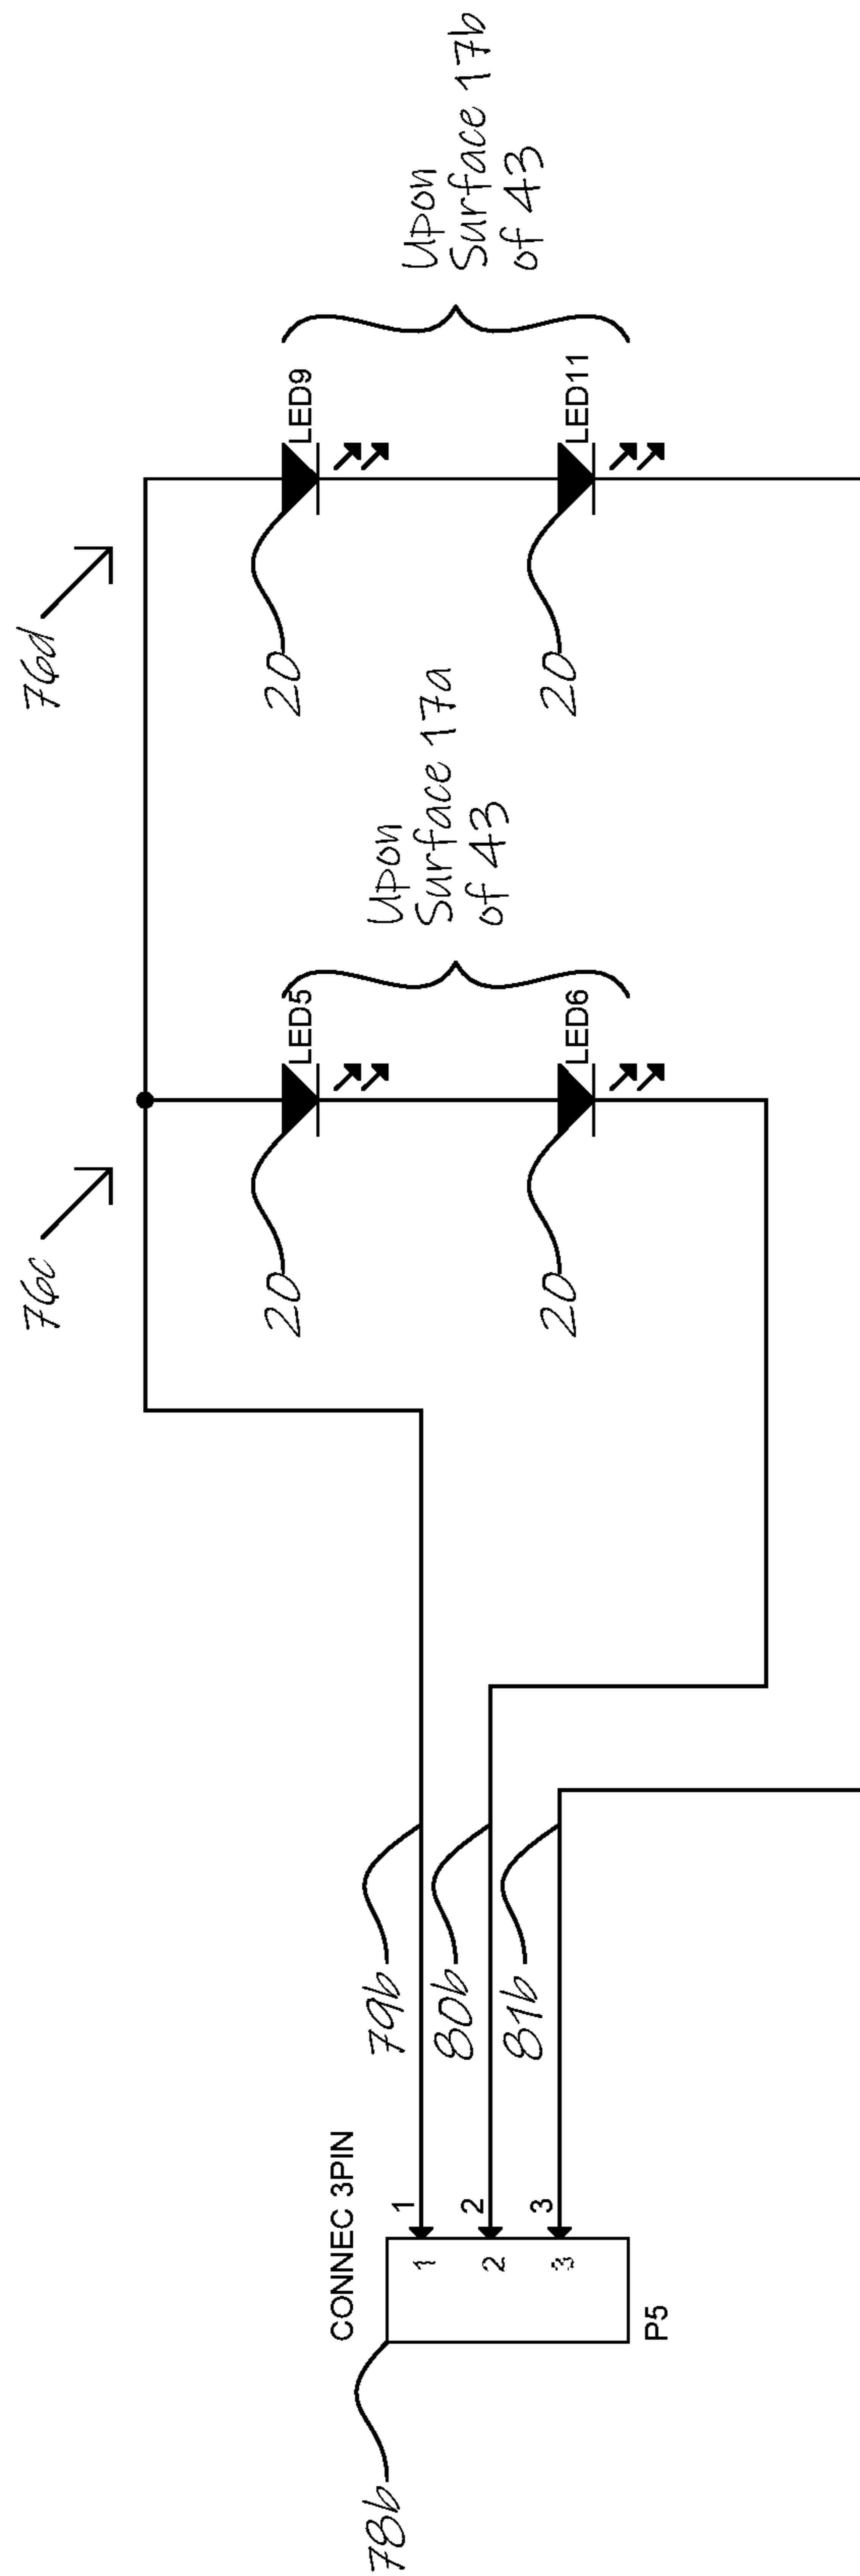 78b
CONNEC 3PIN
P5
1
2
3
1
2
3
79b
80b
81b
76c
20
20
LED5
LED6
Upon
Surface 17a
of 43
76d
20
20
LED9
LED11
Upon
Surface 17b
of 43